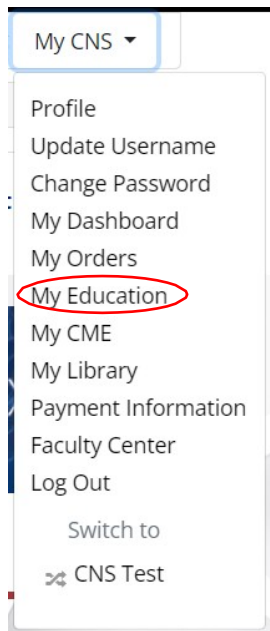 My CNS
Profile
Update Username
Change Password
My Dashboard
My Orders
My Education
My CME
My Library
Payment Information
Faculty Center
Log Out
Switch to
CNS Test